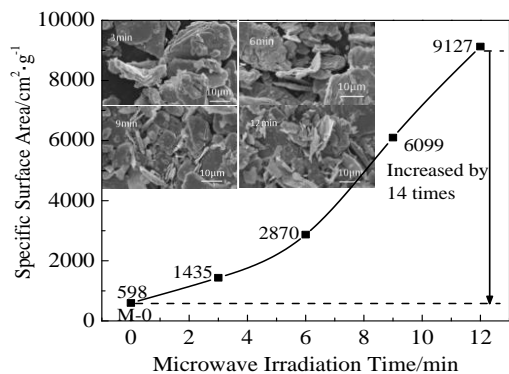 10000
8000
6000
4000
2000
0
Specific Surface Area/cm²·g⁻¹
3min
10μm
6min
10μm
9min
10μm
12min
10μm
9127
6099
Increased by
14 times
2870
1435
598
M-0
0 2 4 6 8 10 12
Microwave Irradiation Time/min